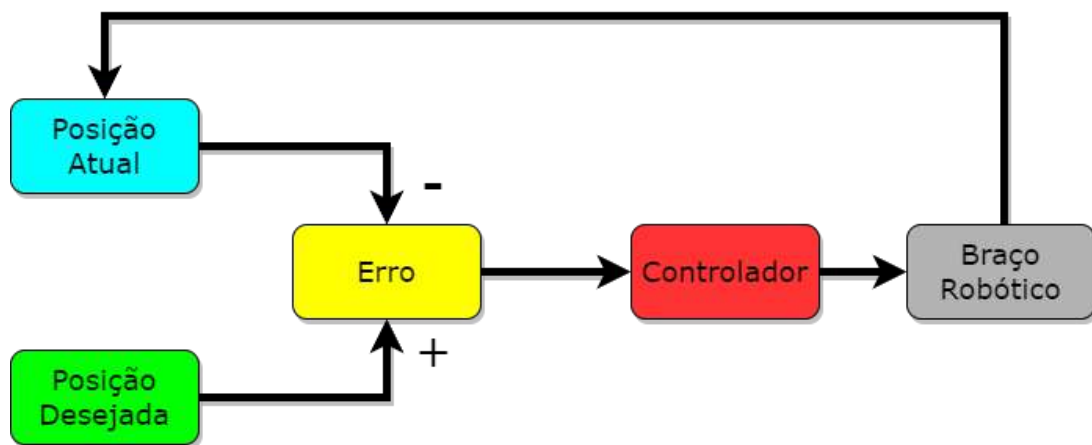 Posição
Atual
-
Erro
Controlador
Braço
Robótico
+
Posição
Desejada